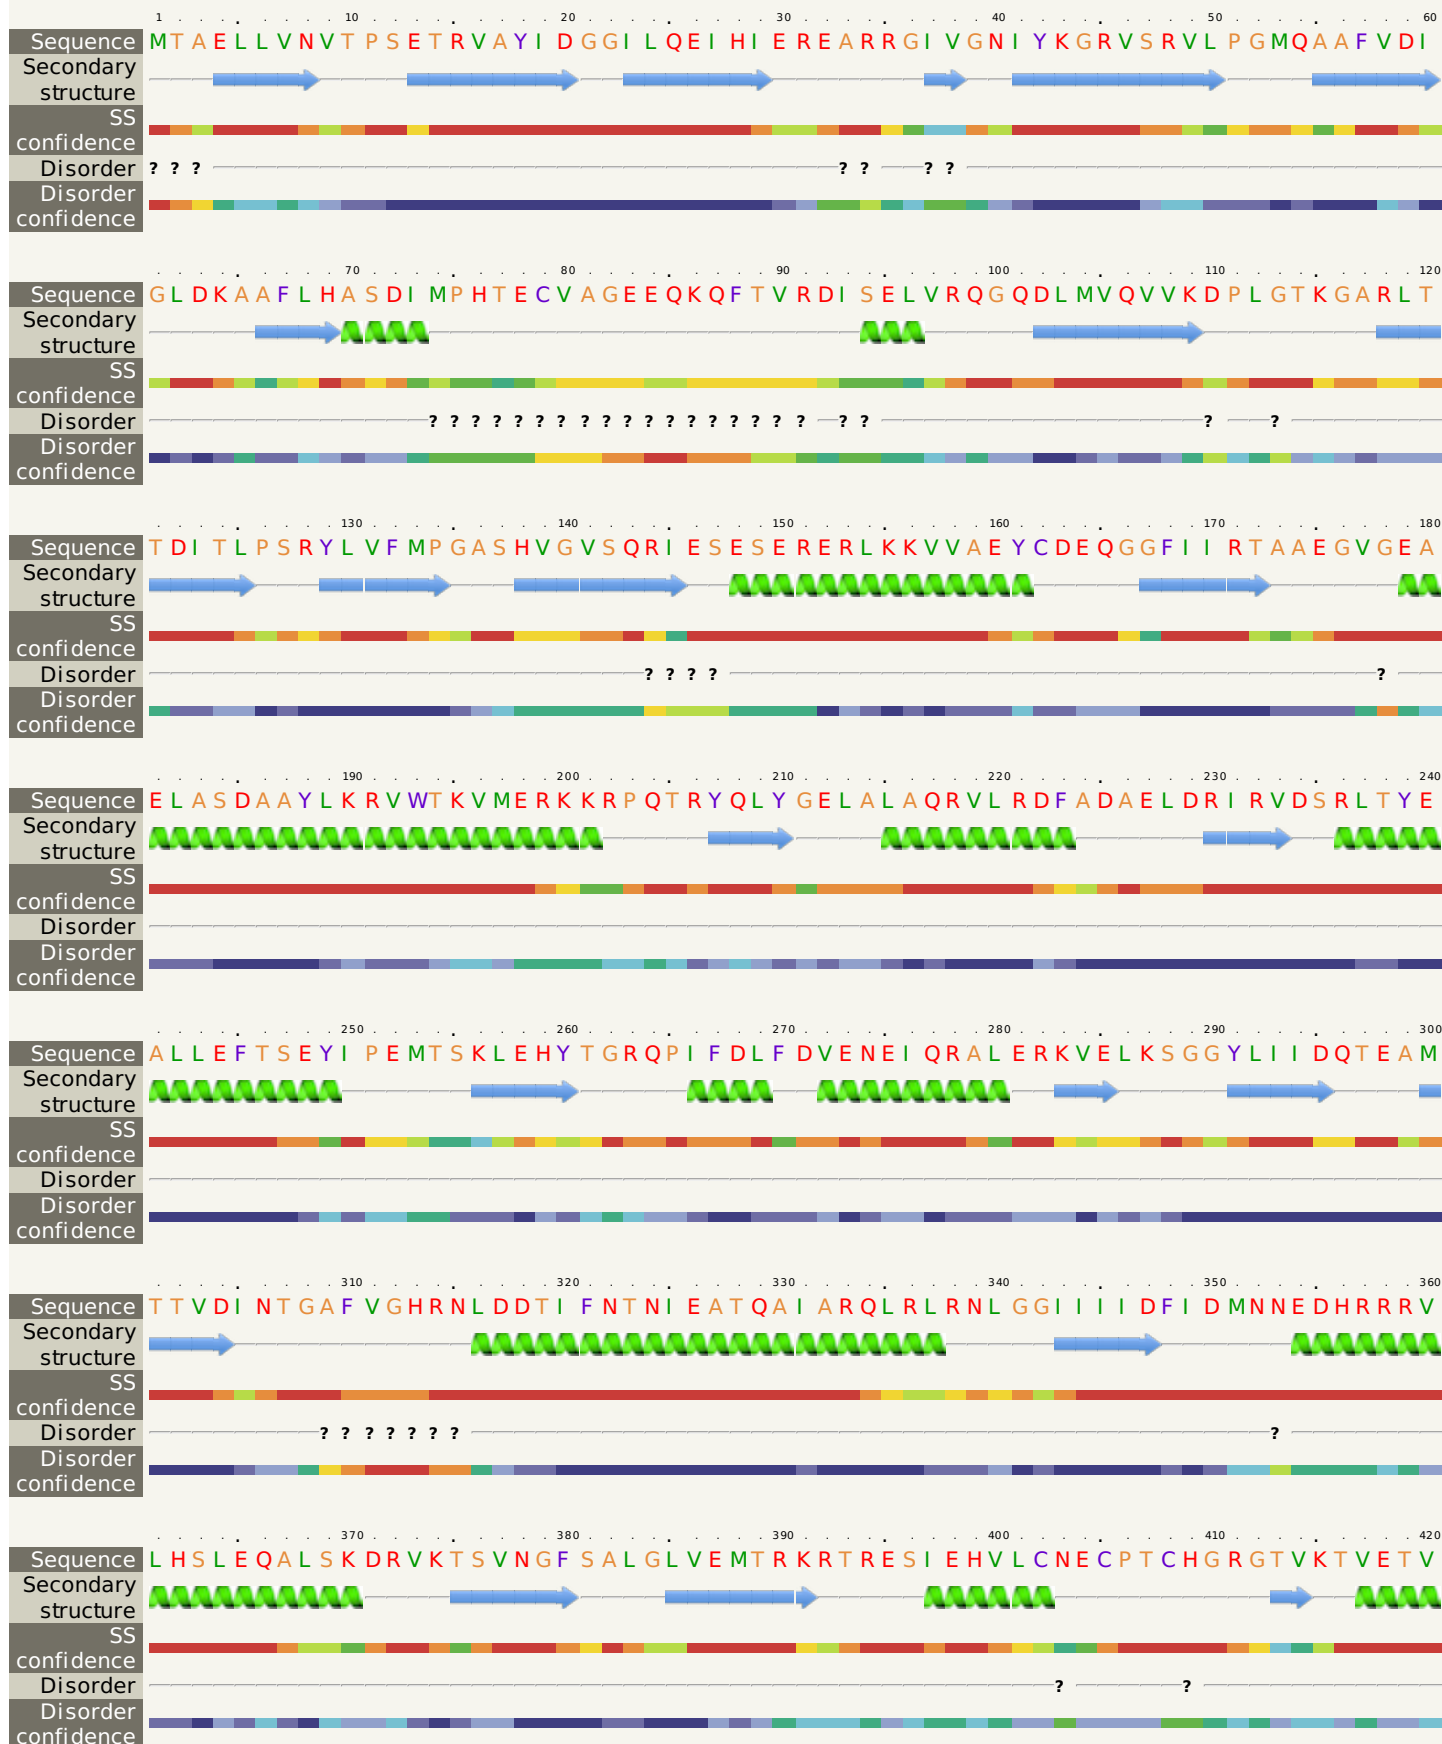 1 10 20 30 40 50 60
Sequence MTAELLVNVTPSETRVAYIDGGILQEIHIEREARRGIVGNIYKGRVSRVLPGMQAAFVDI
Secondary
structure
SS
confidence
Disorder ? ? ? ? ? ? ?
Disorder
confidence
70 80 90 100 110 120
Sequence GLDKAAFLHASDIMPHTECVAGEEQKQFTVRDISELVRQGQDLMVQVVKDPLGTKGARLT
Secondary
structure
SS
confidence
Disorder ? ? ? ? ? ? ? ? ? ? ? ? ? ? ? ? ? ? ? ? ? ?
Disorder
confidence
130 140 150 160 170 180
Sequence TDITLPSRYLVFMPGASHVGVSQRIESESERERLKKVVAEYCDEQGGFIIRTAAEGVGEA
Secondary
structure
SS
confidence
Disorder ? ? ? ? ?
Disorder
confidence
190 200 210 220 230 240
Sequence ELASDAAYLKRVWTKVMERKKRPQTRYQLYGELALAQRVLRDFADAELDRIRVDSRLTYE
Secondary
structure
SS
confidence
Disorder
Disorder
confidence
250 260 270 280 290 300
Sequence ALLEFTSEYIPEMTSKLEHYTGRQPIFDLFDVENEIQRALERKVELKSGGYLIIDQTEAM
Secondary
structure
SS
confidence
Disorder
Disorder
confidence
310 320 330 340 350 360
Sequence TTVDINTGAFVGHRNLDDTIFNTNIEATQAIARQLRLRNLGGIIIIDFIDMNNEDHRRRV
Secondary
structure
SS
confidence
Disorder ? ? ? ? ? ? ? ?
Disorder
confidence
370 380 390 400 410 420
Sequence LHSLEQALSKDRVKTSVNGFSALGLVEMTRKRTRESIEHVLCNECPTCHGRGTVKTVETV
Secondary
structure
SS
confidence
Disorder ? ?
Disorder
confidence